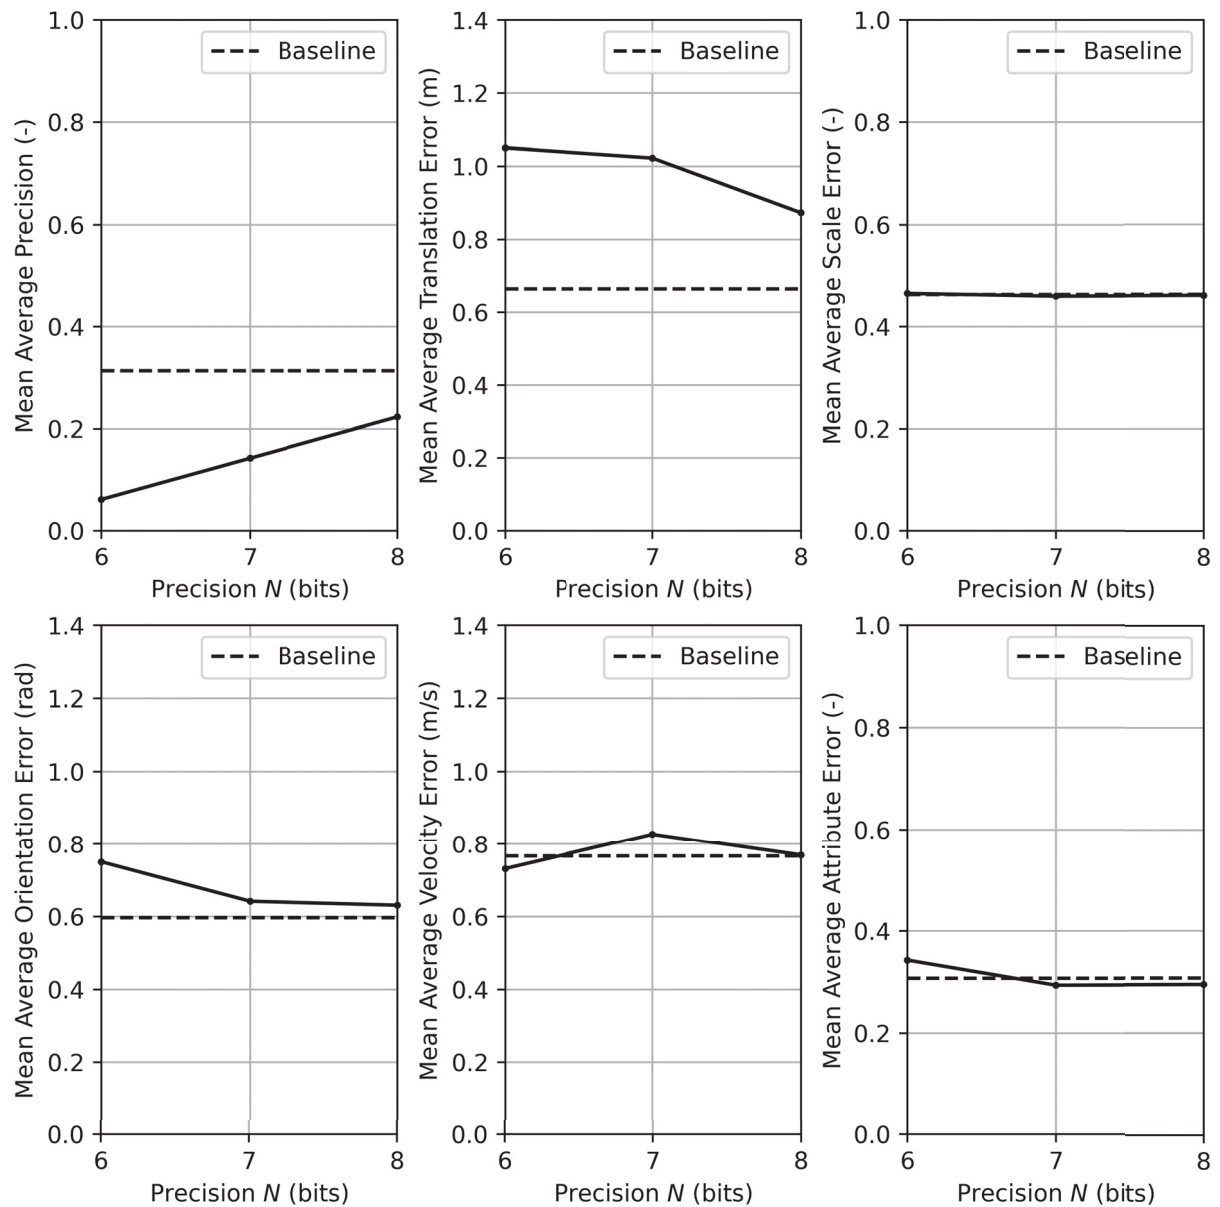 Mean Average Precision (-)
1.0
0.8
0.6
0.4
0.2
0.0
Baseline
6 7 8
Precision N (bits)
Mean Average Translation Error (m)
1.4
1.2
1.0
0.8
0.6
0.4
0.2
0.0
Baseline
6 7 8
Precision N (bits)
Mean Average Scale Error (-)
1.0
0.8
0.6
0.4
0.2
0.0
Baseline
6 7 8
Precision N (bits)
Mean Average Orientation Error (rad)
1.4
1.2
1.0
0.8
0.6
0.4
0.2
0.0
Baseline
6 7 8
Precision N (bits)
Mean Average Velocity Error (m/s)
1.4
1.2
1.0
0.8
0.6
0.4
0.2
0.0
Baseline
6 7 8
Precision N (bits)
Mean Average Attribute Error (-)
1.0
0.8
0.6
0.4
0.2
0.0
Baseline
6 7 8
Precision N (bits)